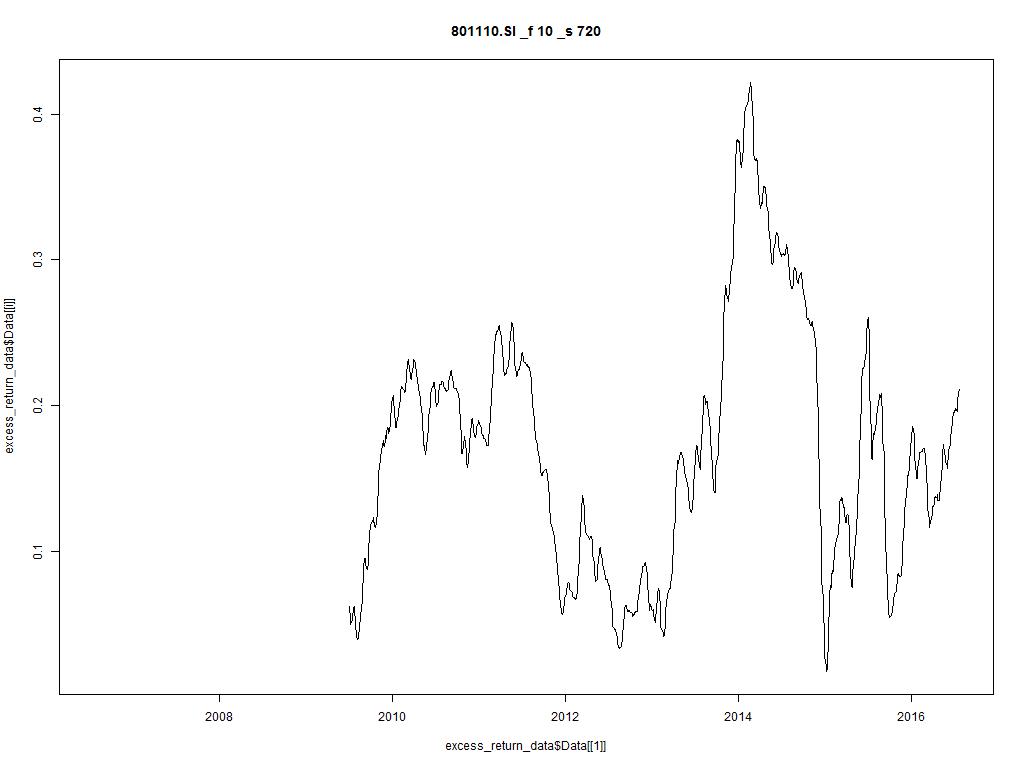 801110.SI _f 10 _s 720
excess_return_data$Data[[i]]
0.4
0.3
0.2
0.1
2008 2010 2012 2014 2016
excess_return_data$Data[[1]]